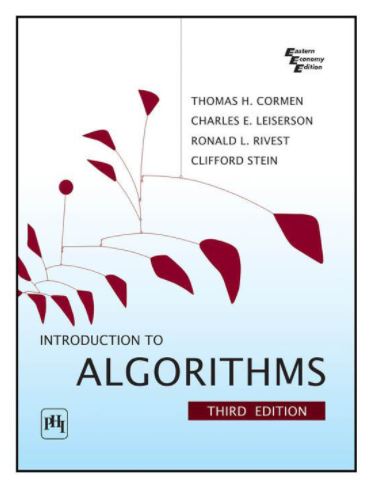 Eastern
Economy
Edition
THOMAS H. CORMEN
CHARLES E. LEISERSON
RONALD L. RIVEST
CLIFFORD STEIN
INTRODUCTION TO
ALGORITHMS
THIRD EDITION
PHI